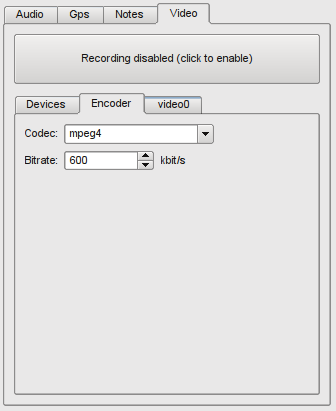 Audio Gps Notes Video
Recording disabled (click to enable)
Devices Encoder video0
Codec: mpeg4
Bitrate: 600 kbit/s